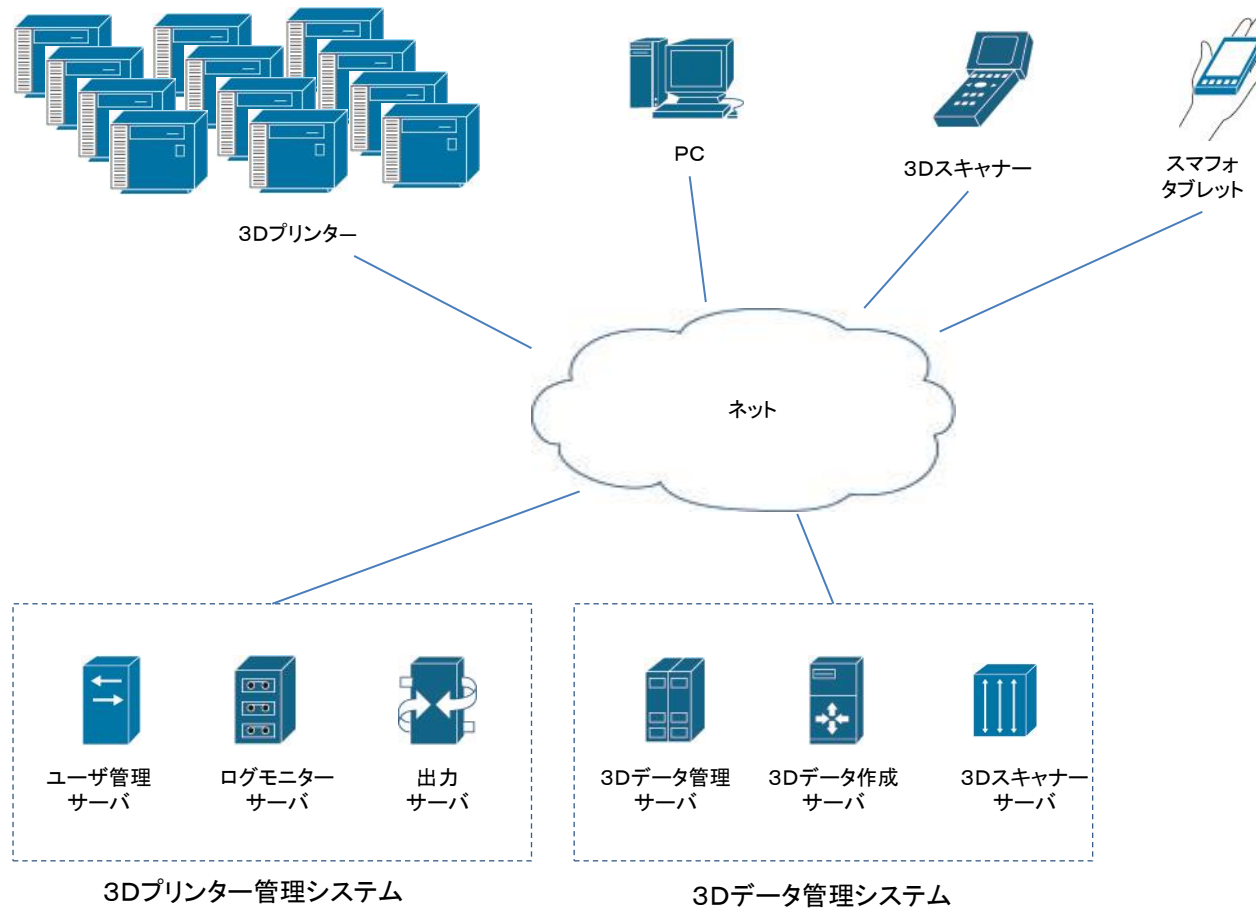 PC
3Dスキャナー
スマフォ
タブレット
3Dプリンター
ネット
ユーザ管理
サーバ
ログモニター
サーバ
出力
サーバ
3Dデータ管理
サーバ
3Dデータ作成
サーバ
3Dスキャナー
サーバ
3Dプリンター管理システム
3Dデータ管理システム